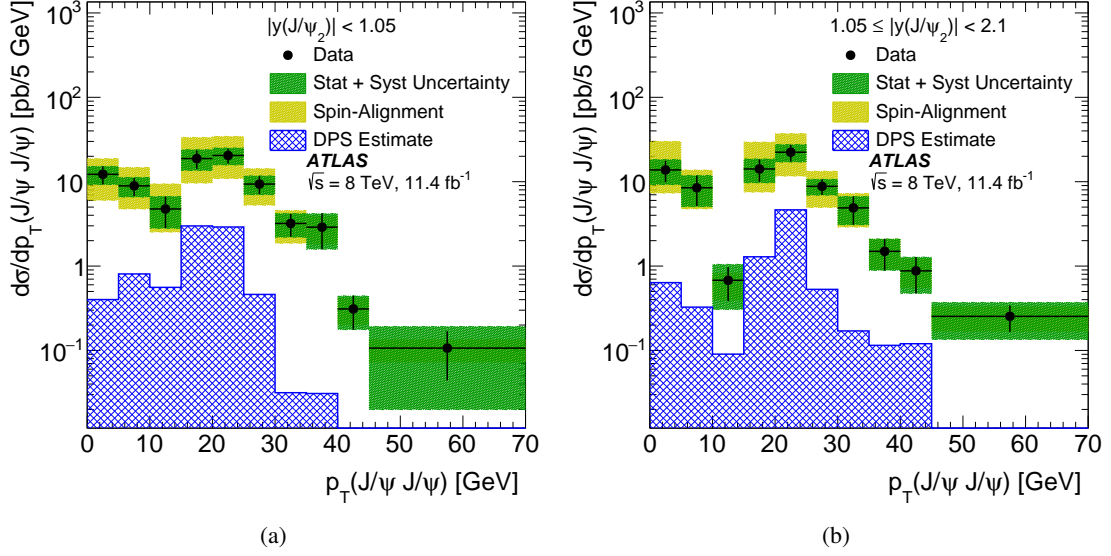 |y(J/ψ₂)| < 1.05
Data
Stat + Syst Uncertainty
Spin-Alignment
DPS Estimate
ATLAS
√s = 8 TeV, 11.4 fb⁻¹
dσ/dp_T(J/ψ J/ψ) [pb/5 GeV]
10³
10²
10
1
10⁻¹
0 10 20 30 40 50 60 70
p_T(J/ψ J/ψ) [GeV]
(a)
1.05 ≤ |y(J/ψ₂)| < 2.1
Data
Stat + Syst Uncertainty
Spin-Alignment
DPS Estimate
ATLAS
√s = 8 TeV, 11.4 fb⁻¹
dσ/dp_T(J/ψ J/ψ) [pb/5 GeV]
10³
10²
10
1
10⁻¹
0 10 20 30 40 50 60 70
p_T(J/ψ J/ψ) [GeV]
(b)